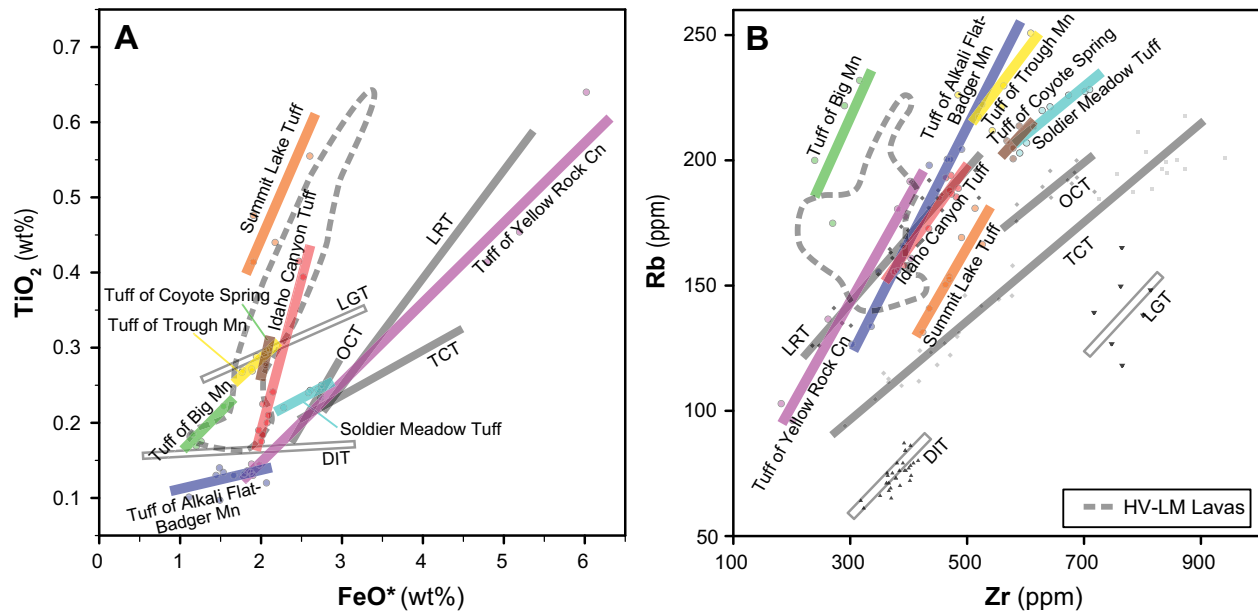 A
0.7
0.6
0.5
0.4
0.3
0.2
0.1
TiO2 (wt%)
0
1
2
3
4
5
6
FeO* (wt%)
Summit Lake Tuff
Idaho Canyon Tuff
LRT
Tuff of Yellow Rock Cn
Tuff of Coyote Spring
Tuff of Trough Mn
LGT
OCT
TCT
Tuff of Big Mn
Soldier Meadow Tuff
DIT
Tuff of Alkali Flat-
Badger Mn
B
250
200
150
100
50
Rb (ppm)
100
300
500
700
900
Zr (ppm)
Tuff of Big Mn
Tuff of Alkali Flat-
Badger Mn
Tuff of Trough Mn
Tuff of Coyote Spring
Soldier Meadow Tuff
OCT
TCT
Idaho Canyon Tuff
Summit Lake Tuff
LRT
LGT
Tuff of Yellow Rock Cn
DIT
HV-LM Lavas